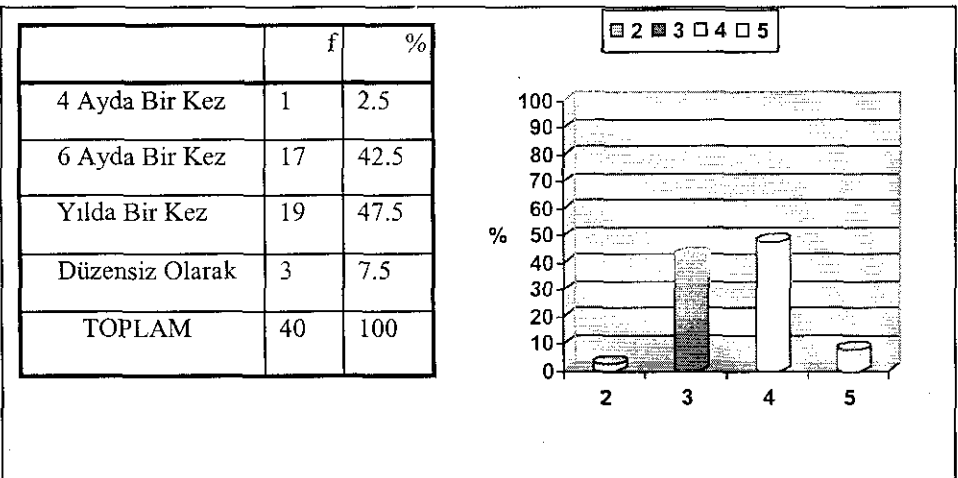 f %
4 Ayda Bir Kez 1 2.5
6 Ayda Bir Kez 17 42.5
Yılda Bir Kez 19 47.5
Düzensiz Olarak 3 7.5
TOPLAM 40 100
2 3 4 5
100
90
80
70
60
% 50
40
30
20
10
0
2 3 4 5